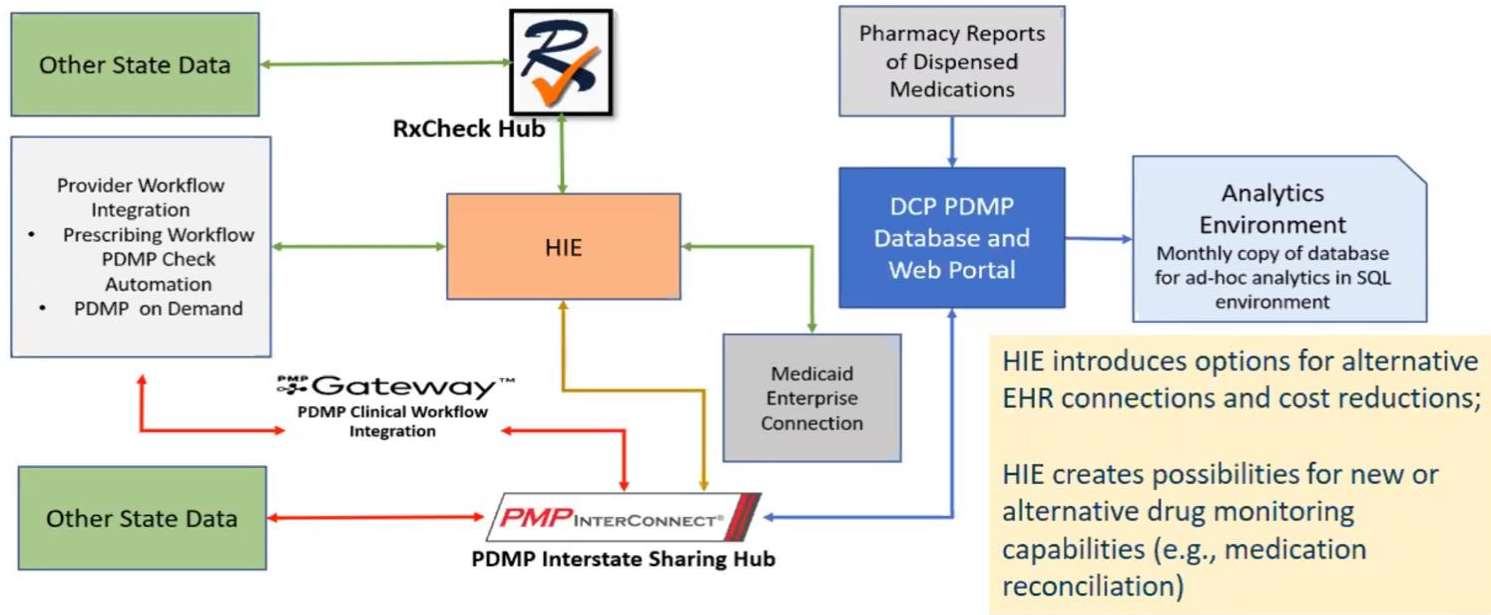 Other State Data
RxCheck Hub
Pharmacy Reports
of Dispensed
Medications
Provider Workflow
Integration
• Prescribing Workflow
PDMP Check
Automation
• PDMP on Demand
HIE
DCP PDMP
Database and
Web Portal
Analytics
Environment
Monthly copy of database
for ad-hoc analytics in SQL
environment
PMP Gateway™
PDMP Clinical Workflow
Integration
Medicaid
Enterprise
Connection
Other State Data
PMP INTERCONNECT®
PDMP Interstate Sharing Hub
HIE introduces options for alternative
EHR connections and cost reductions;
HIE creates possibilities for new or
alternative drug monitoring
capabilities (e.g., medication
reconciliation)